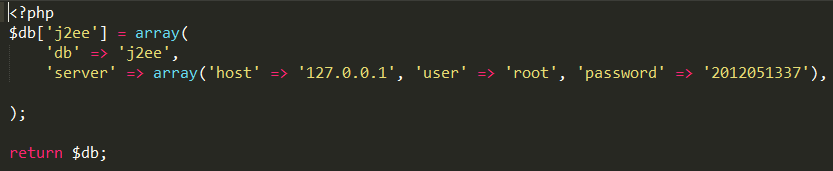 <?php
$db['j2ee'] = array(
    'db' => 'j2ee',
    'server' => array('host' => '127.0.0.1', 'user' => 'root', 'password' => '2012051337'),
);
return $db;